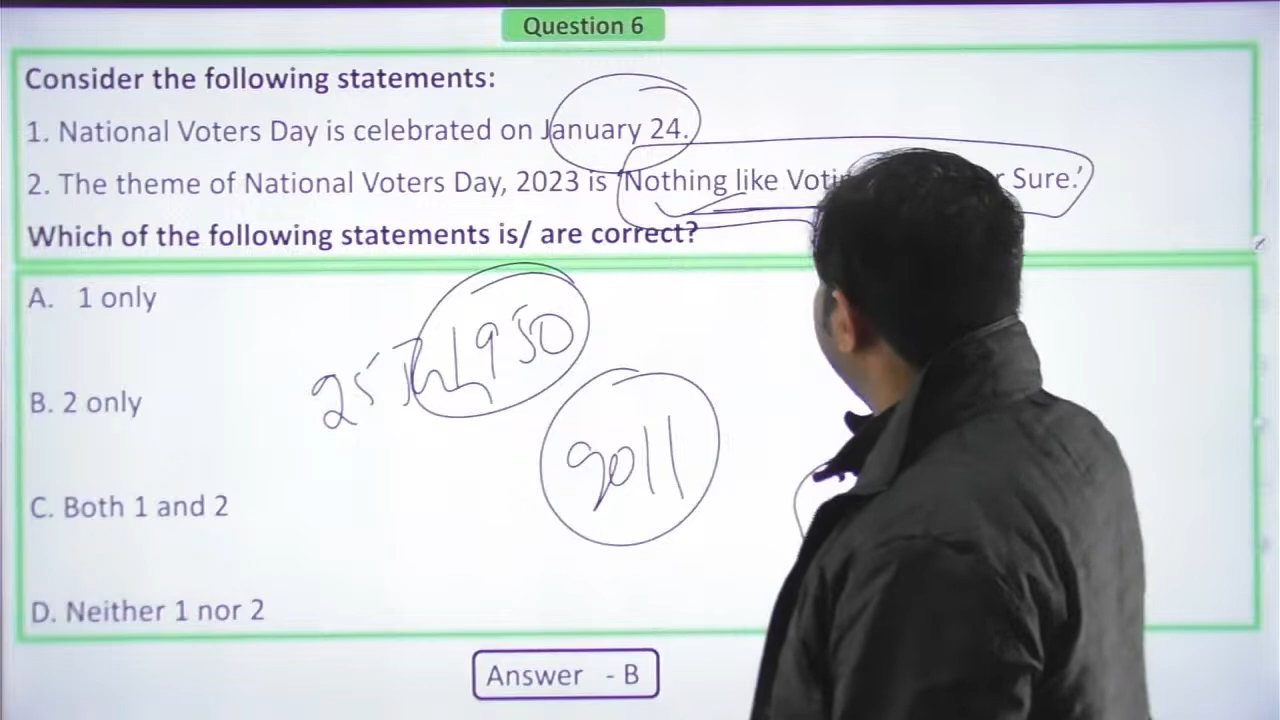 Question 6
Consider the following statements:
1. National Voters Day is celebrated on January 24.
2. The theme of National Voters Day, 2023 is 'Nothing like Sure.'
Which of the following statements is/ are correct?
25 Jan 1950
A. 1 only
B. 2 only
2011
C. Both 1 and 2
D. Neither 1 nor 2
Answer - B